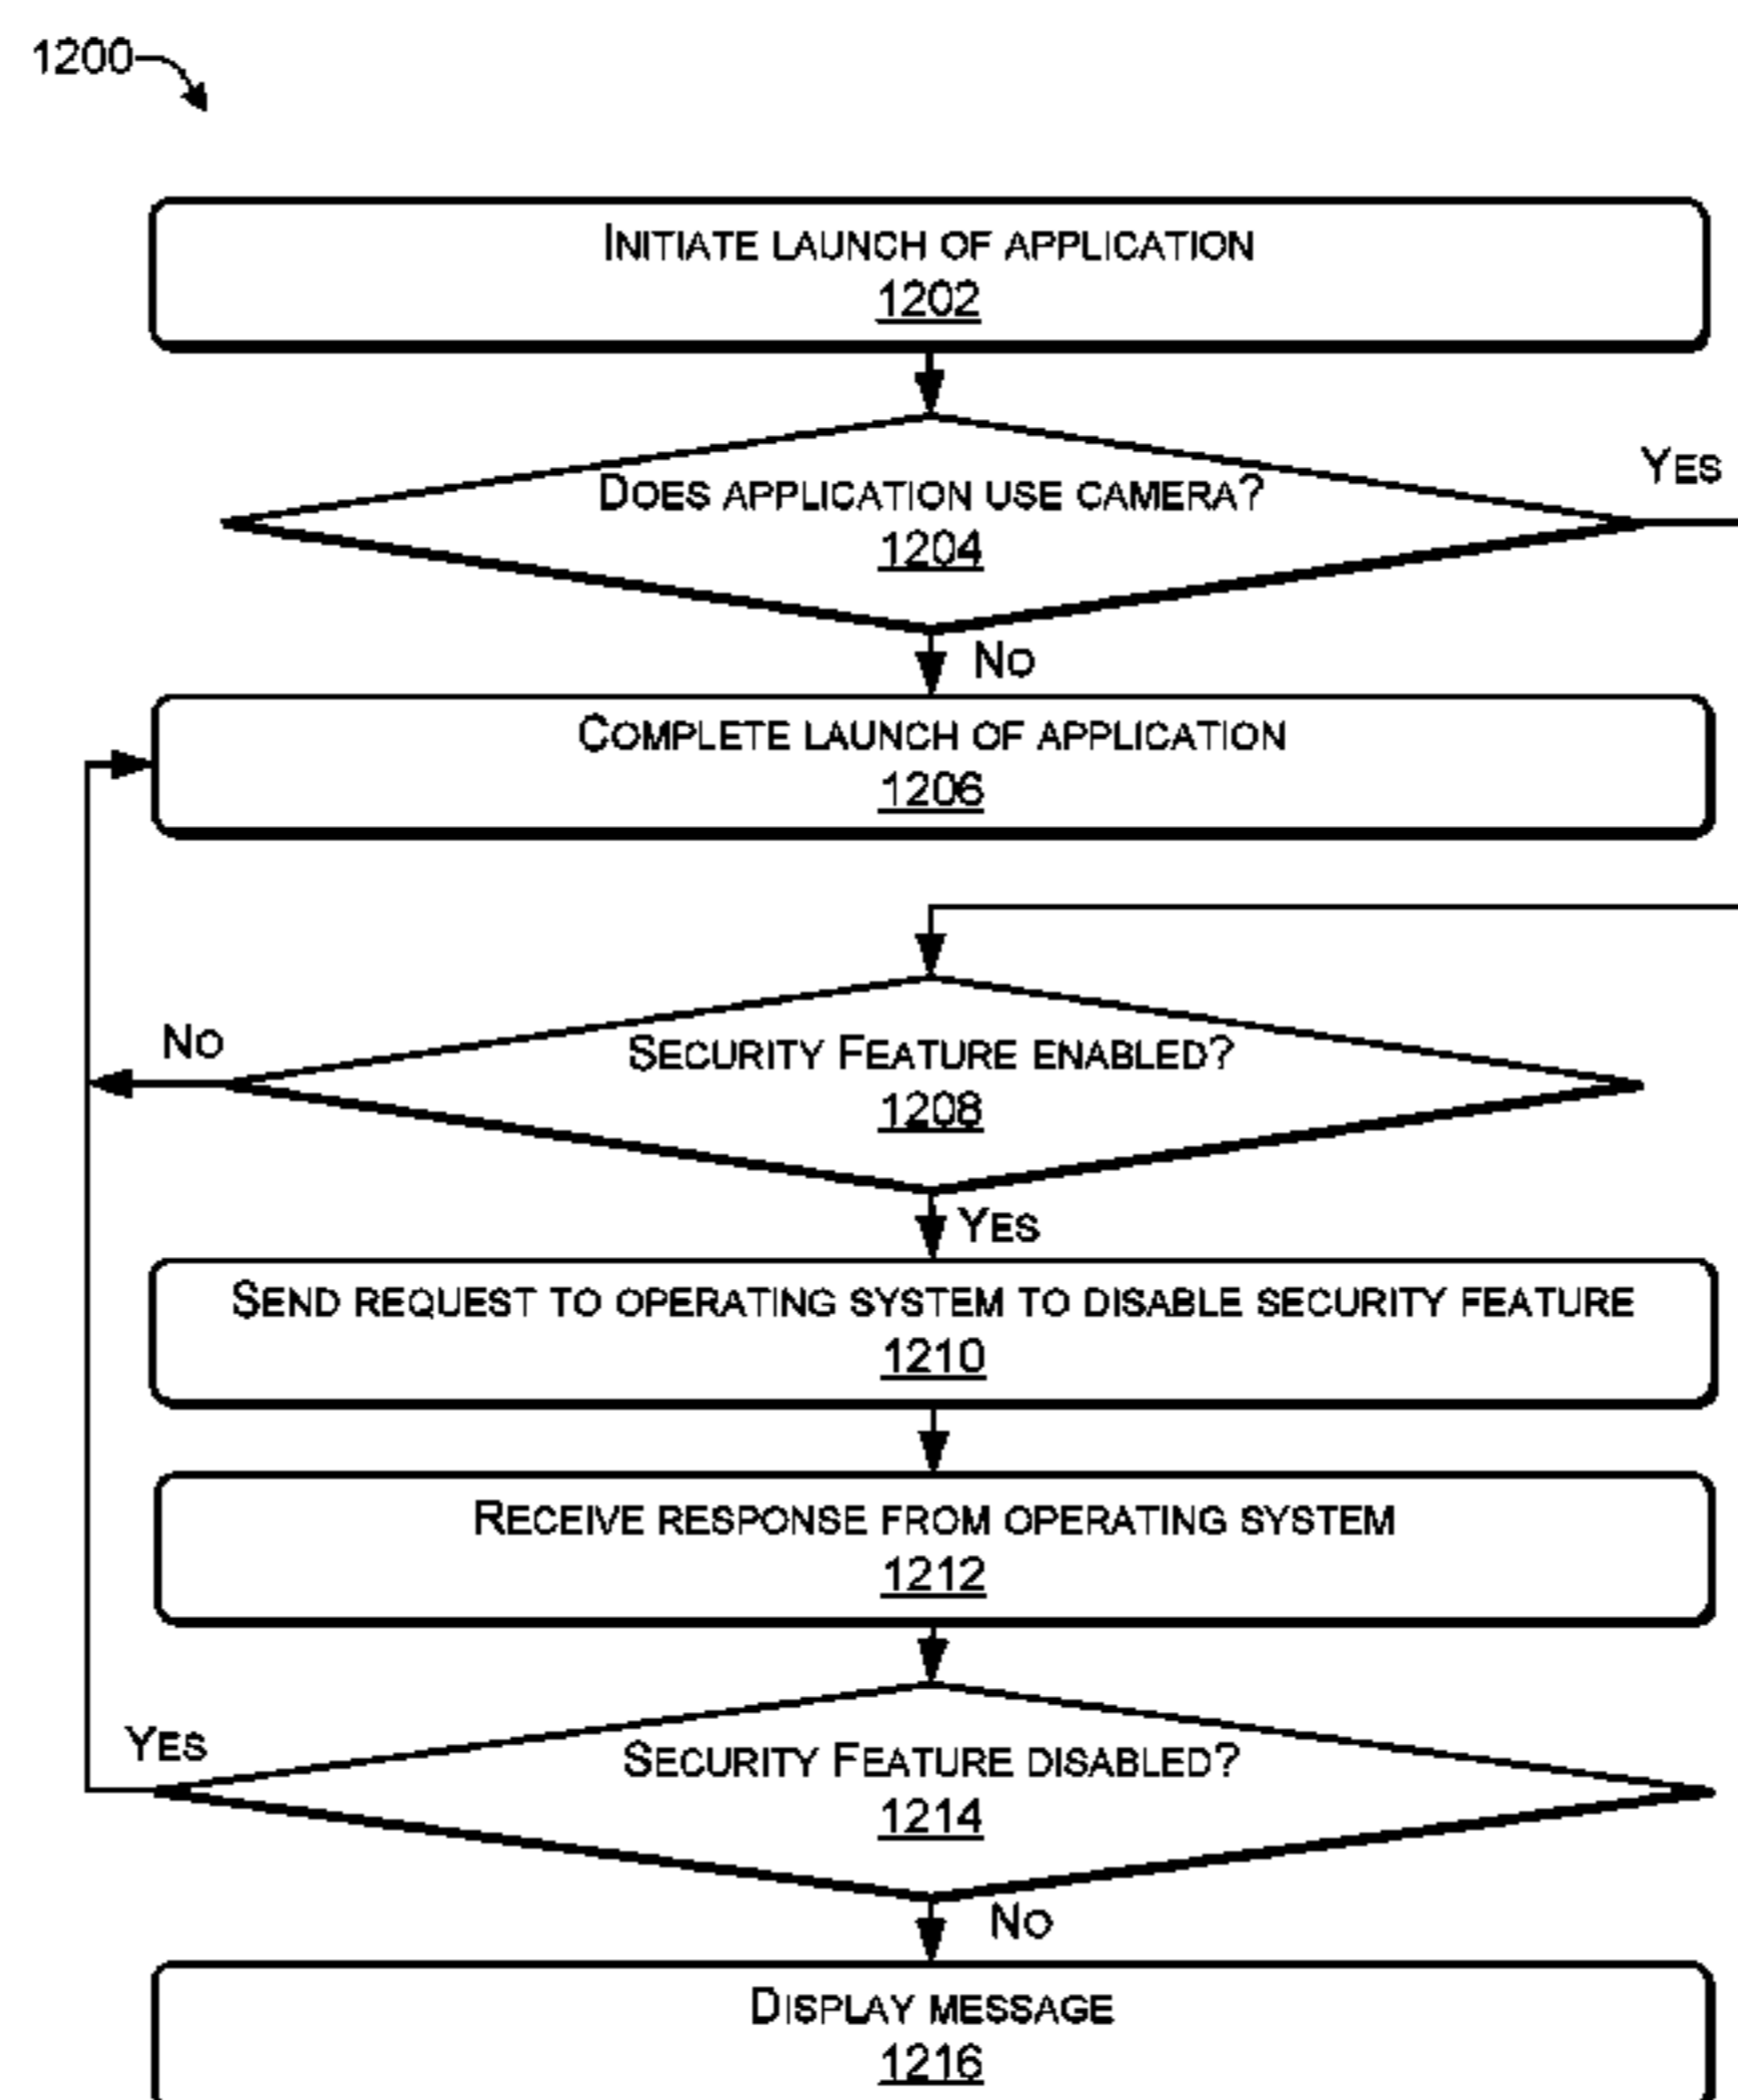 1200
INITIATE LAUNCH OF APPLICATION
1202
DOES APPLICATION USE CAMERA?
1204
YES
NO
COMPLETE LAUNCH OF APPLICATION
1206
NO
SECURITY FEATURE ENABLED?
1208
YES
SEND REQUEST TO OPERATING SYSTEM TO DISABLE SECURITY FEATURE
1210
RECEIVE RESPONSE FROM OPERATING SYSTEM
1212
YES
SECURITY FEATURE DISABLED?
1214
NO
DISPLAY MESSAGE
1216